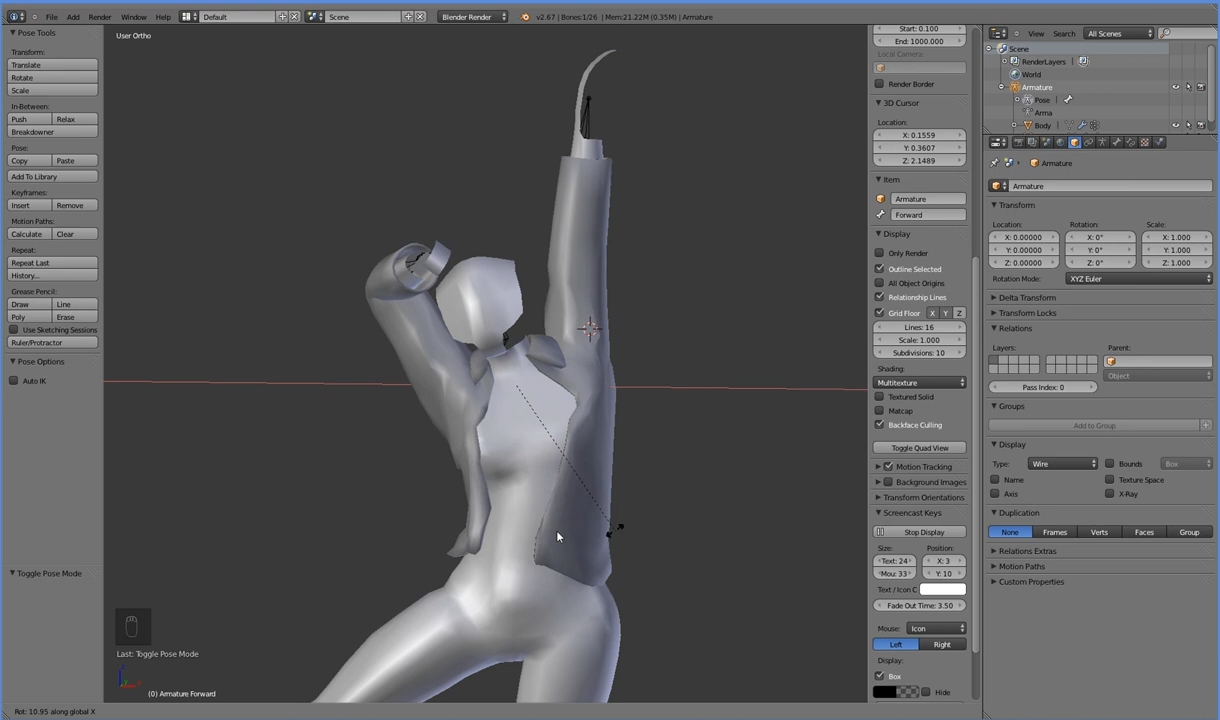 File Add Render Window Help Default Scene Blender Render v2.67 | Bones:1/26 | Mem:21.22M (0.35M) | Armature
Pose Tools
Transform:
Translate
Rotate
Scale
In-Between:
Push Relax
Breakdowner
Pose:
Copy Paste
Add To Library
Keyframes:
Insert Remove
Motion Paths:
Calculate Clear
Repeat:
Repeat Last
History...
Grease Pencil:
Draw Line
Poly Erase
Use Sketching Sessions
Ruler/Protractor
Pose Options
Auto IK
Toggle Pose Mode
User Ortho
Last: Toggle Pose Mode
(0) Armature Forward
Rot: 10.95 along global X
Start: 0.100
End: 1000.000
Local Camera:
Render Border
3D Cursor
Location:
X: 0.1559
Y: 0.3607
Z: 2.1489
Item
Armature
Forward
Display
Only Render
Outline Selected
All Object Origins
Relationship Lines
Grid Floor X Y Z
Lines: 16
Scale: 1.000
Subdivisions: 10
Shading:
Multitexture
Textured Solid
Matcap
Backface Culling
Toggle Quad View
Motion Tracking
Background Images
Transform Orientations
Screencast Keys
Stop Display
Size: Position:
Text: 24 X: 3
Mou: 33 Y: 10
Text / Icon C
Fade Out Time: 3.50
Mouse: Icon
Left Right
Display:
Box
Hide
View Search All Scenes
Scene
RenderLayers
World
Armature
Pose
Arma
Body
Armature
Armature
Transform
Location: Rotation: Scale:
X: 0.00000 X: 0° X: 1.000
Y: 0.00000 Y: 0° Y: 1.000
Z: 0.00000 Z: 0° Z: 1.000
Rotation Mode: XYZ Euler
Delta Transform
Transform Locks
Relations
Layers: Parent:
Object
Pass Index: 0
Groups
Add to Group
Display
Type: Wire Bounds Box
Name Texture Space
Axis X-Ray
Duplication
None Frames Verts Faces Group
Relations Extras
Motion Paths
Custom Properties